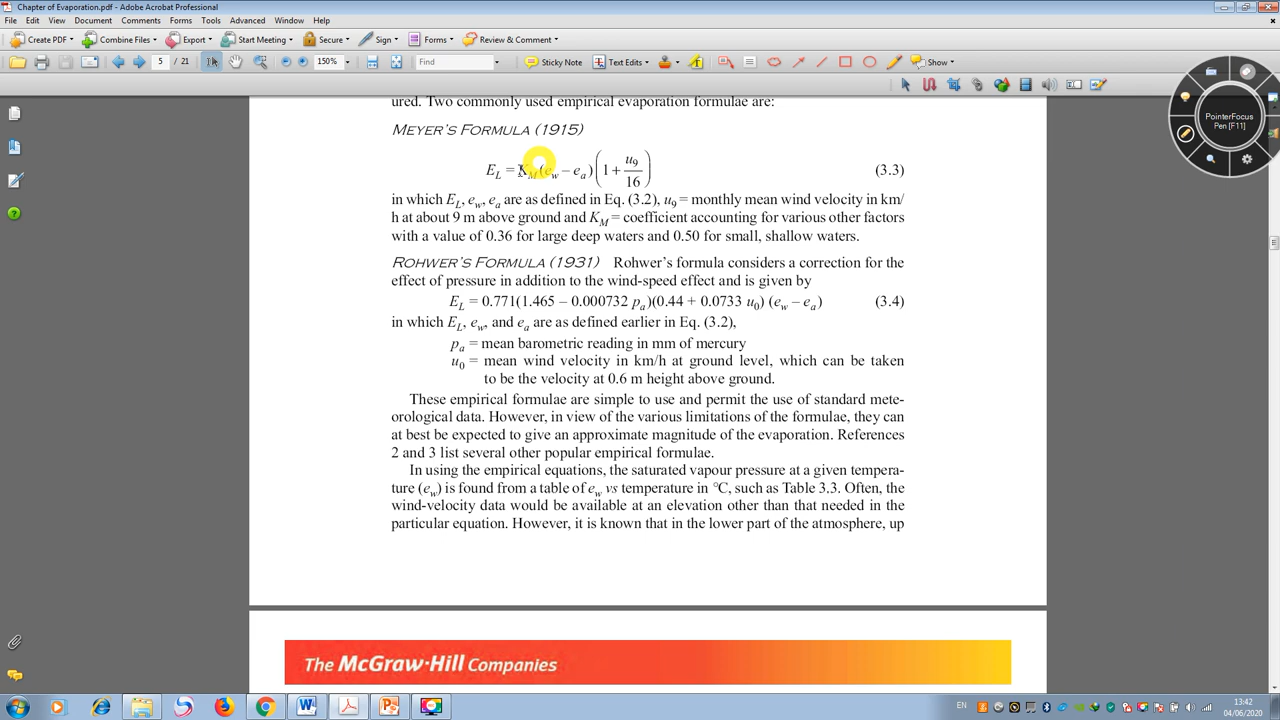 Chapter of Evaporation.pdf - Adobe Acrobat Professional
File Edit View Document Comments Forms Tools Advanced Window Help
Create PDF Combine Files Export Start Meeting Secure Sign Forms Review & Comment
5 / 21 150% Find Sticky Note Text Edits Show
PointerFocus
Pen [F11]
ured. Two commonly used empirical evaporation formulae are:
MEYER'S FORMULA (1915)
E_L = K_M (e_w – e_a) (1 + u_9/16) (3.3)
in which E_L, e_w, e_a are as defined in Eq. (3.2), u_9 = monthly mean wind velocity in km/
h at about 9 m above ground and K_M = coefficient accounting for various other factors
with a value of 0.36 for large deep waters and 0.50 for small, shallow waters.
ROHWER'S FORMULA (1931) Rohwer's formula considers a correction for the
effect of pressure in addition to the wind-speed effect and is given by
E_L = 0.771(1.465 – 0.000732 p_a)(0.44 + 0.0733 u_0) (e_w – e_a) (3.4)
in which E_L, e_w, and e_a are as defined earlier in Eq. (3.2),
p_a = mean barometric reading in mm of mercury
u_0 = mean wind velocity in km/h at ground level, which can be taken
to be the velocity at 0.6 m height above ground.
These empirical formulae are simple to use and permit the use of standard mete-
orological data. However, in view of the various limitations of the formulae, they can
at best be expected to give an approximate magnitude of the evaporation. References
2 and 3 list several other popular empirical formulae.
In using the empirical equations, the saturated vapour pressure at a given tempera-
ture (e_w) is found from a table of e_w vs temperature in °C, such as Table 3.3. Often, the
wind-velocity data would be available at an elevation other than that needed in the
particular equation. However, it is known that in the lower part of the atmosphere, up
The McGraw·Hill Companies
EN 13:42
04/06/2020